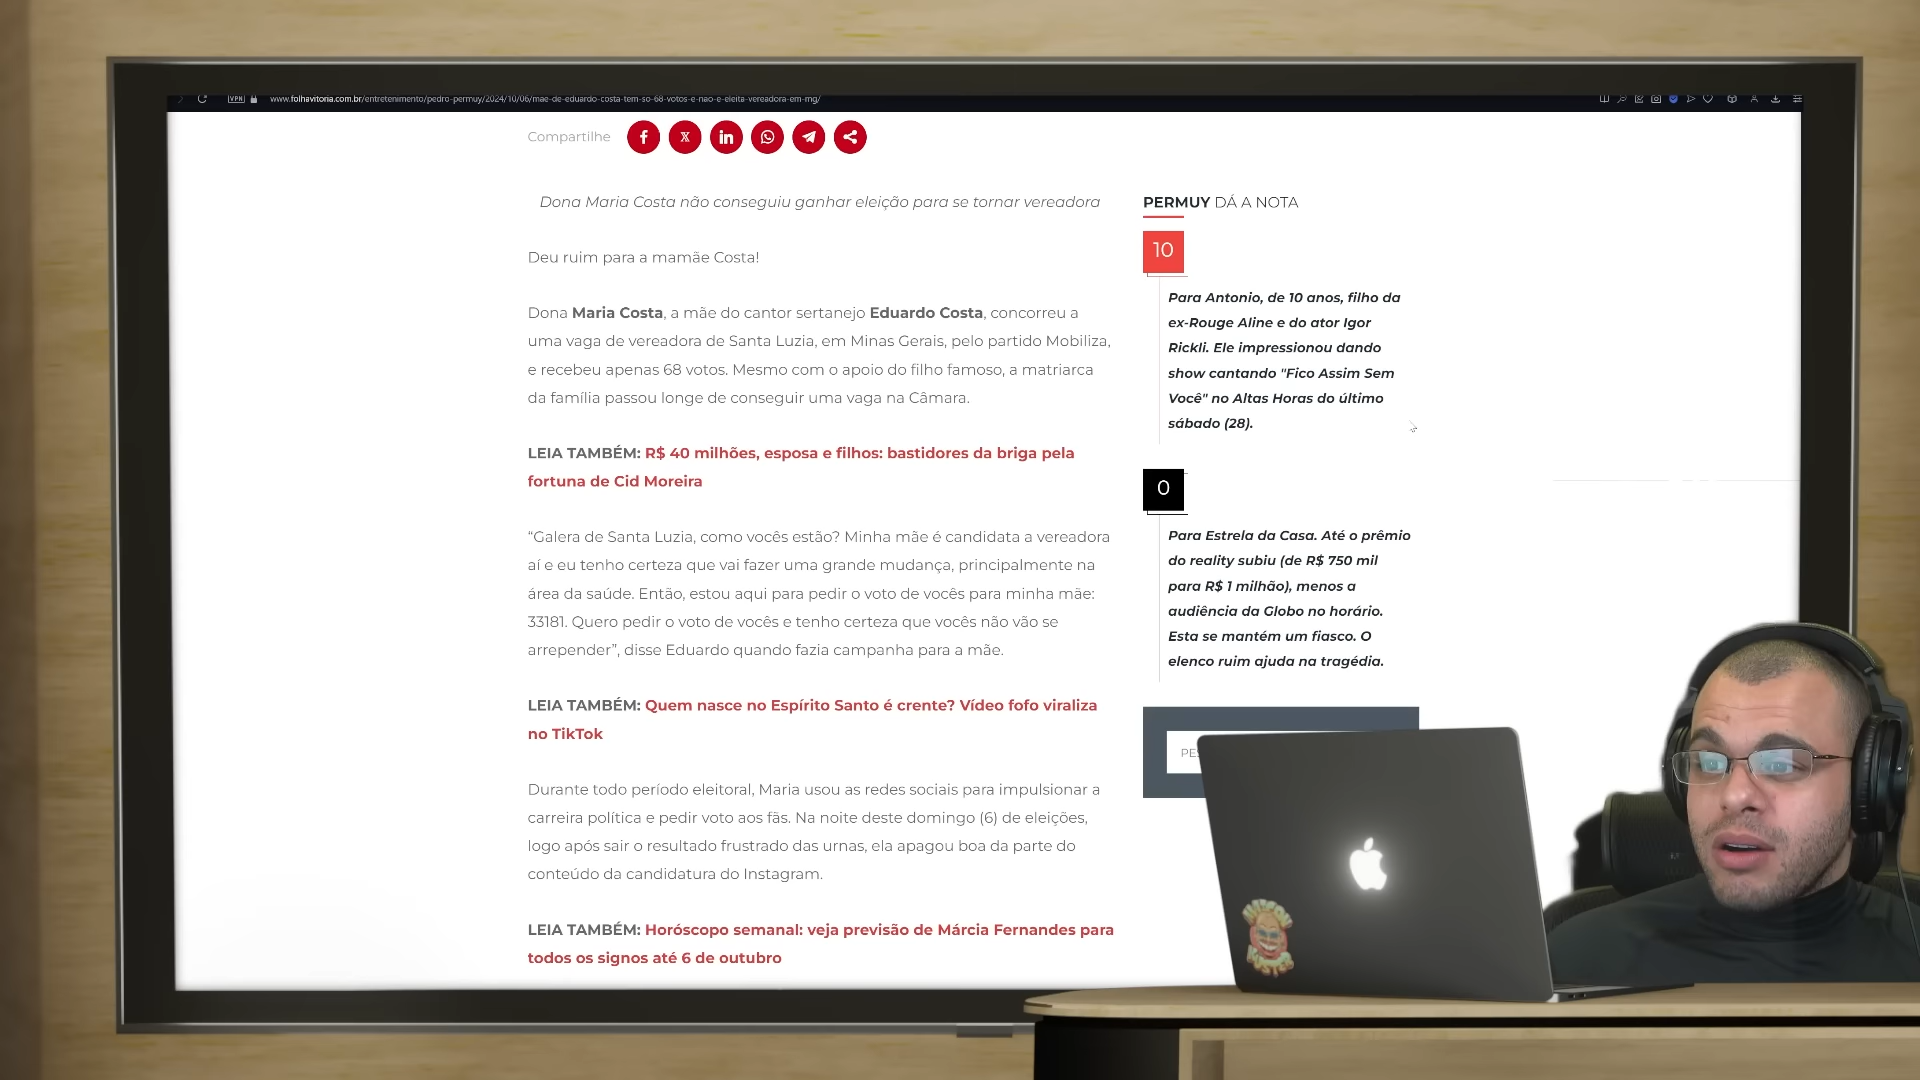 VPN
www.folhavitoria.com.br/entretenimento/pedro-permuy/2024/10/06/mae-de-eduardo-costa-tem-so-68-votos-e-nao-e-eleita-vereadora-em-mg/
Compartilhe
Dona Maria Costa não conseguiu ganhar eleição para se tornar vereadora
Deu ruim para a mamãe Costa!
Dona Maria Costa, a mãe do cantor sertanejo Eduardo Costa, concorreu a
uma vaga de vereadora de Santa Luzia, em Minas Gerais, pelo partido Mobiliza,
e recebeu apenas 68 votos. Mesmo com o apoio do filho famoso, a matriarca
da família passou longe de conseguir uma vaga na Câmara.
LEIA TAMBÉM: R$ 40 milhões, esposa e filhos: bastidores da briga pela
fortuna de Cid Moreira
“Galera de Santa Luzia, como vocês estão? Minha mãe é candidata a vereadora
aí e eu tenho certeza que vai fazer uma grande mudança, principalmente na
área da saúde. Então, estou aqui para pedir o voto de vocês para minha mãe:
33181. Quero pedir o voto de vocês e tenho certeza que vocês não vão se
arrepender”, disse Eduardo quando fazia campanha para a mãe.
LEIA TAMBÉM: Quem nasce no Espírito Santo é crente? Vídeo fofo viraliza
no TikTok
Durante todo período eleitoral, Maria usou as redes sociais para impulsionar a
carreira política e pedir voto aos fãs. Na noite deste domingo (6) de eleições,
logo após sair o resultado frustrado das urnas, ela apagou boa da parte do
conteúdo da candidatura do Instagram.
LEIA TAMBÉM: Horóscopo semanal: veja previsão de Márcia Fernandes para
todos os signos até 6 de outubro
PERMUY DÁ A NOTA
10
Para Antonio, de 10 anos, filho da
ex-Rouge Aline e do ator Igor
Rickli. Ele impressionou dando
show cantando "Fico Assim Sem
Você" no Altas Horas do último
sábado (28).
0
Para Estrela da Casa. Até o prêmio
do reality subiu (de R$ 750 mil
para R$ 1 milhão), menos a
audiência da Globo no horário.
Esta se mantém um fiasco. O
elenco ruim ajuda na tragédia.